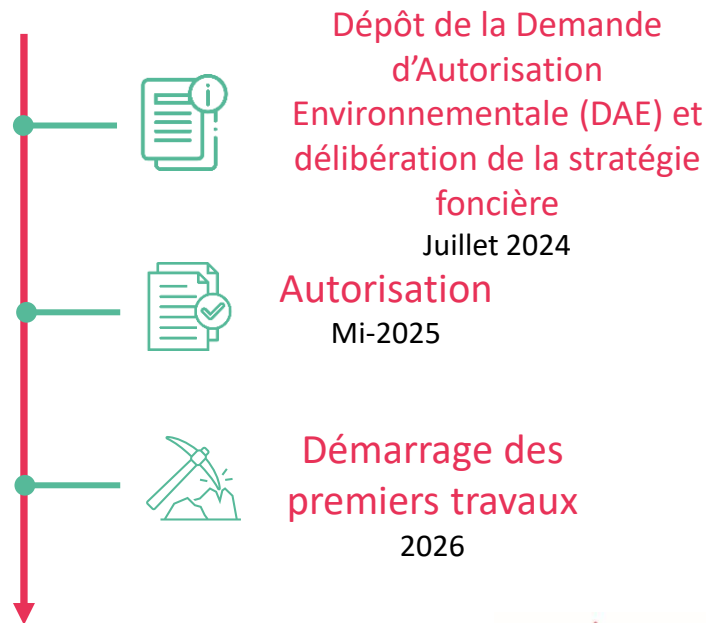 Dépôt de la Demande
d'Autorisation
Environnementale (DAE) et
délibération de la stratégie
foncière
Juillet 2024
Autorisation
Mi-2025
Démarrage des
premiers travaux
2026